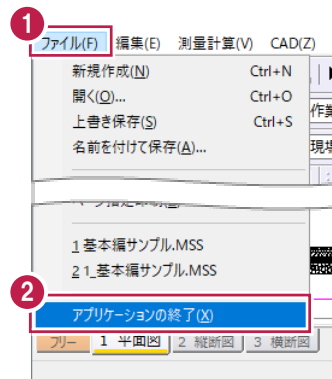 1
ファイル(F) 編集(E) 測量計算(V) CAD(Z)
新規作成(N) Ctrl+N
開く(O)... Ctrl+O
上書き保存(S) Ctrl+S
名前を付けて保存(A)...
作業
現場
1 基本編サンプル.MSS
2 1_基本編サンプル.MSS
2
アプリケーションの終了(X)
フリー 1 平面図 2 縦断図 3 横断図